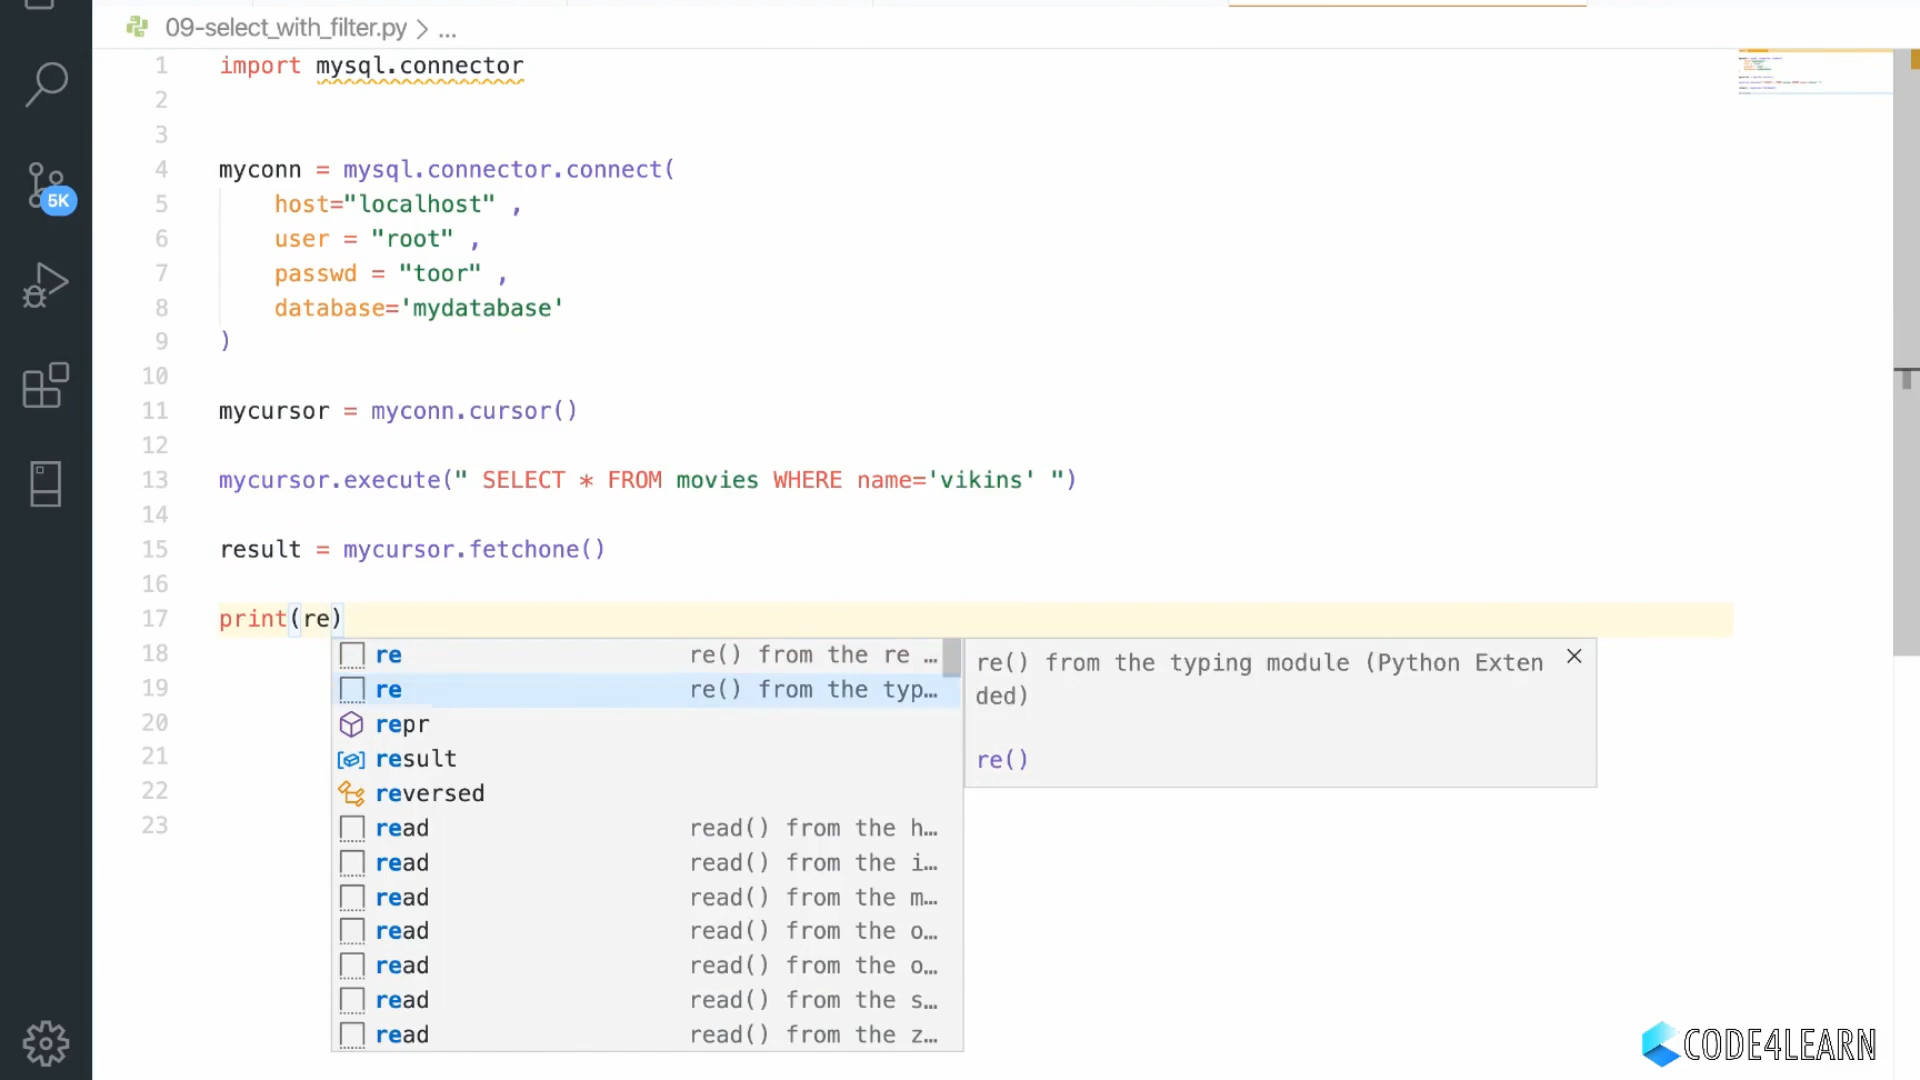 09-select_with_filter.py > ...
1 import mysql.connector
2
3
4 myconn = mysql.connector.connect(
5 host="localhost" ,
6 user = "root" ,
7 passwd = "toor" ,
8 database='mydatabase'
9 )
10
11 mycursor = myconn.cursor()
12
13 mycursor.execute(" SELECT * FROM movies WHERE name='vikins' ")
14
15 result = mycursor.fetchone()
16
17 print(re)
18
19
20
21
22
23
5K
re re() from the re …
re re() from the typ…
repr
result
reversed
read read() from the h…
read read() from the i…
read read() from the m…
read read() from the o…
read read() from the o…
read read() from the s…
read read() from the z…
re() from the typing module (Python Exten
ded)
re()
CODE4LEARN